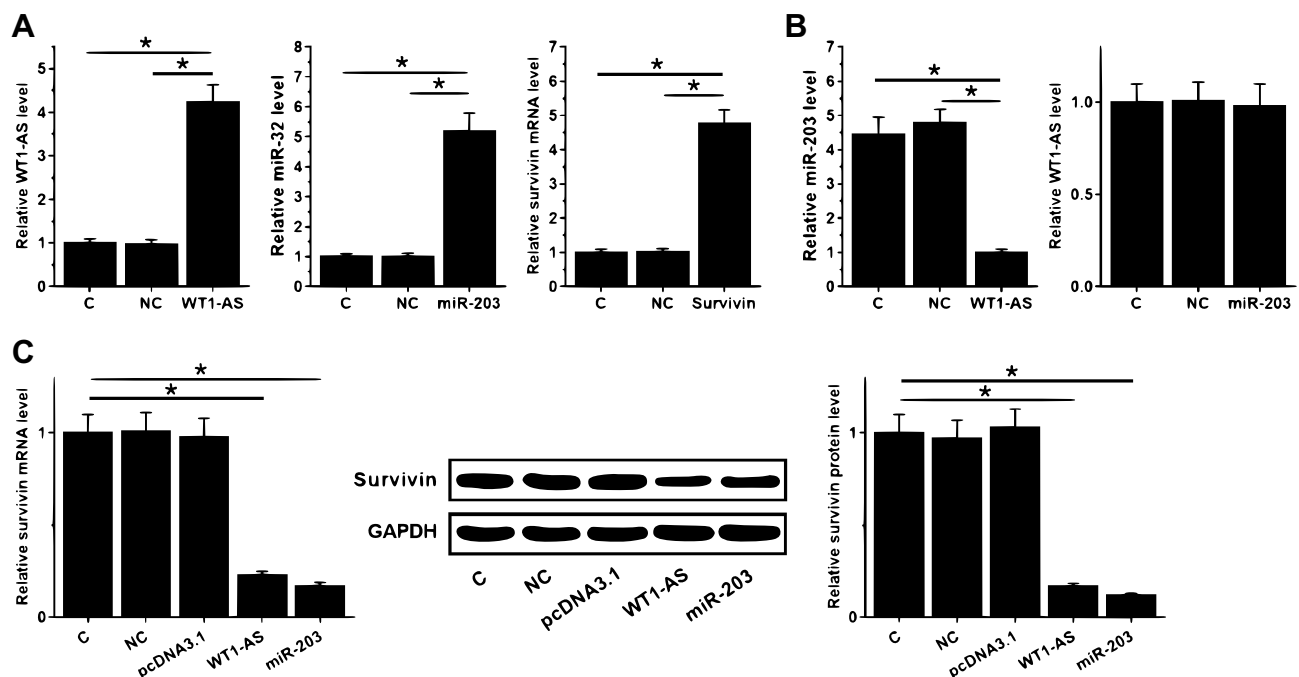 A
B
Relative WT1-AS level
5
4
3
2
1
0
*
*
C NC WT1-AS
Relative miR-32 level
8
7
6
5
4
3
2
1
0
*
*
C NC miR-203
Relative survivin mRNA level
7
6
5
4
3
2
1
0
*
*
C NC Survivin
Relative miR-203 level
7
6
5
4
3
2
1
0
*
*
C NC WT1-AS
Relative WT1-AS level
1.0
0.5
0.0
C NC miR-203
C
Relative survivin mRNA level
1
0
*
*
C
NC
pcDNA3.1
WT1-AS
miR-203
Survivin
GAPDH
C
NC
pcDNA3.1
WT1-AS
miR-203
Relative survivin protein level
1
0
*
*
C
NC
pcDNA3.1
WT1-AS
miR-203